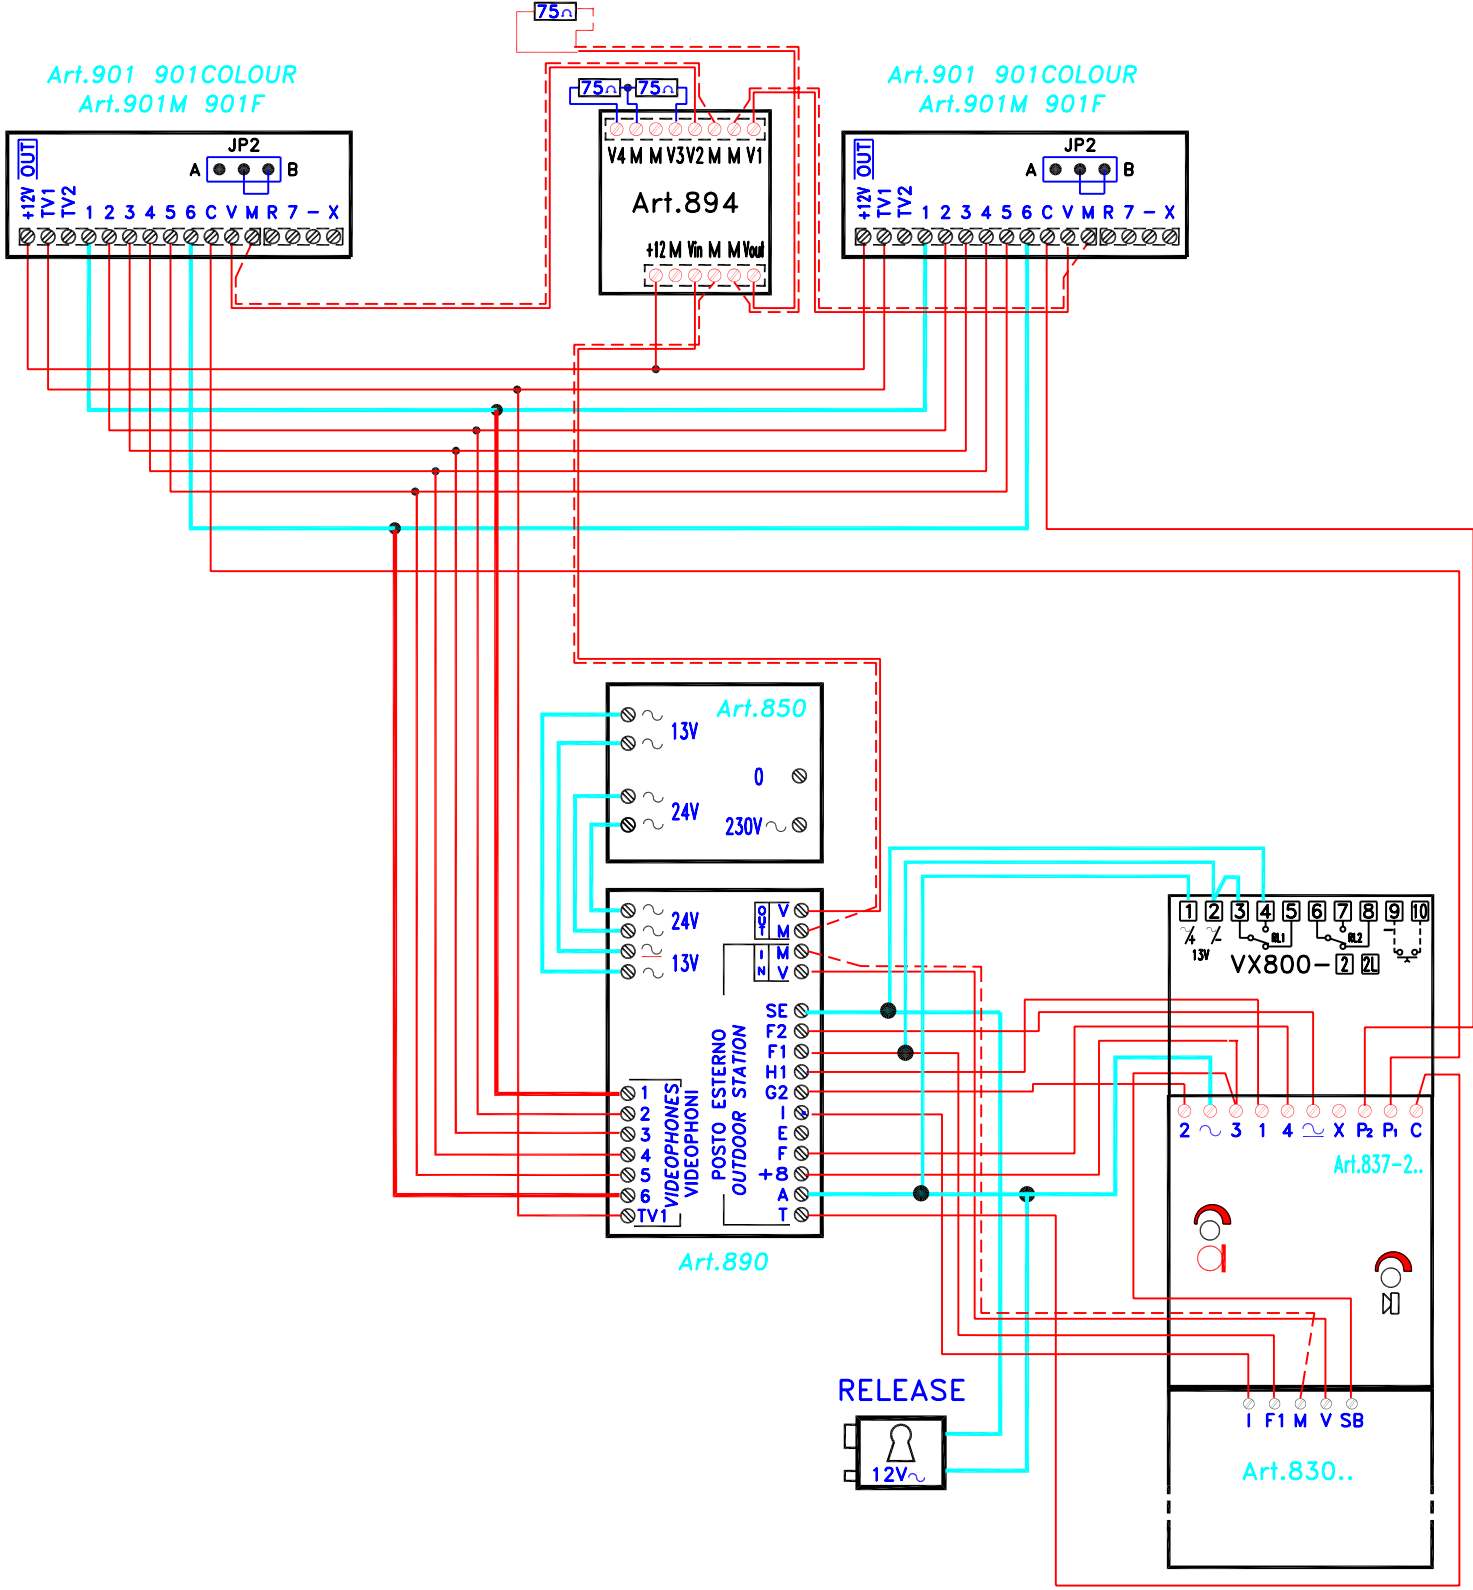 75Ω
Art.901 901COLOUR
Art.901M 901F
75Ω 75Ω
Art.901 901COLOUR
Art.901M 901F
OUT
JP2
A B
+12V TV1 TV2 1 2 3 4 5 6 C V M R 7 - X
V4 M M V3 V2 M M V1
Art.894
+12 M Vin M M Vout
OUT
JP2
A B
+12V TV1 TV2 1 2 3 4 5 6 C V M R 7 - X
Art.850
13V
0
24V
230V~
Art.890
24V
13V
OUT
V
M
IN
M
V
SE
F2
F1
H1
G2
I
E
F
+8
A
T
POSTO ESTERNO
OUTDOOR STATION
VIDEOPHONES
VIDEOPHONI
1
2
3
4
5
6
TV1
1 2 3 4 5 6 7 8 9 10
~/+ ~/-
13V
RL1 RL2
VX800- 2 2L
2 ~ 3 1 4 ~ X P2 P1 C
Art.837-2..
I F1 M V SB
Art.830..
RELEASE
12V~